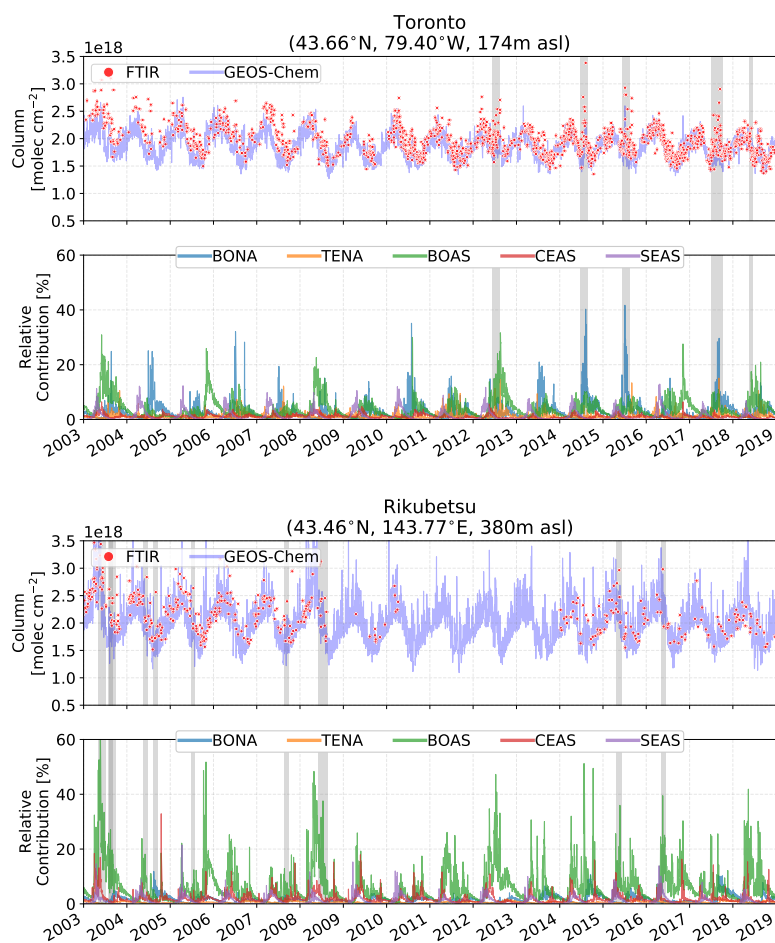 Toronto
(43.66°N, 79.40°W, 174m asl)
1e18
FTIR GEOS-Chem
3.5
3.0
2.5
2.0
1.5
1.0
0.5
Column
[molec cm⁻²]
BONA TENA BOAS CEAS SEAS
60
40
20
0
Relative
Contribution [%]
2003 2004 2005 2006 2007 2008 2009 2010 2011 2012 2013 2014 2015 2016 2017 2018 2019
Rikubetsu
(43.46°N, 143.77°E, 380m asl)
1e18
FTIR GEOS-Chem
3.5
3.0
2.5
2.0
1.5
1.0
0.5
Column
[molec cm⁻²]
BONA TENA BOAS CEAS SEAS
60
40
20
0
Relative
Contribution [%]
2003 2004 2005 2006 2007 2008 2009 2010 2011 2012 2013 2014 2015 2016 2017 2018 2019